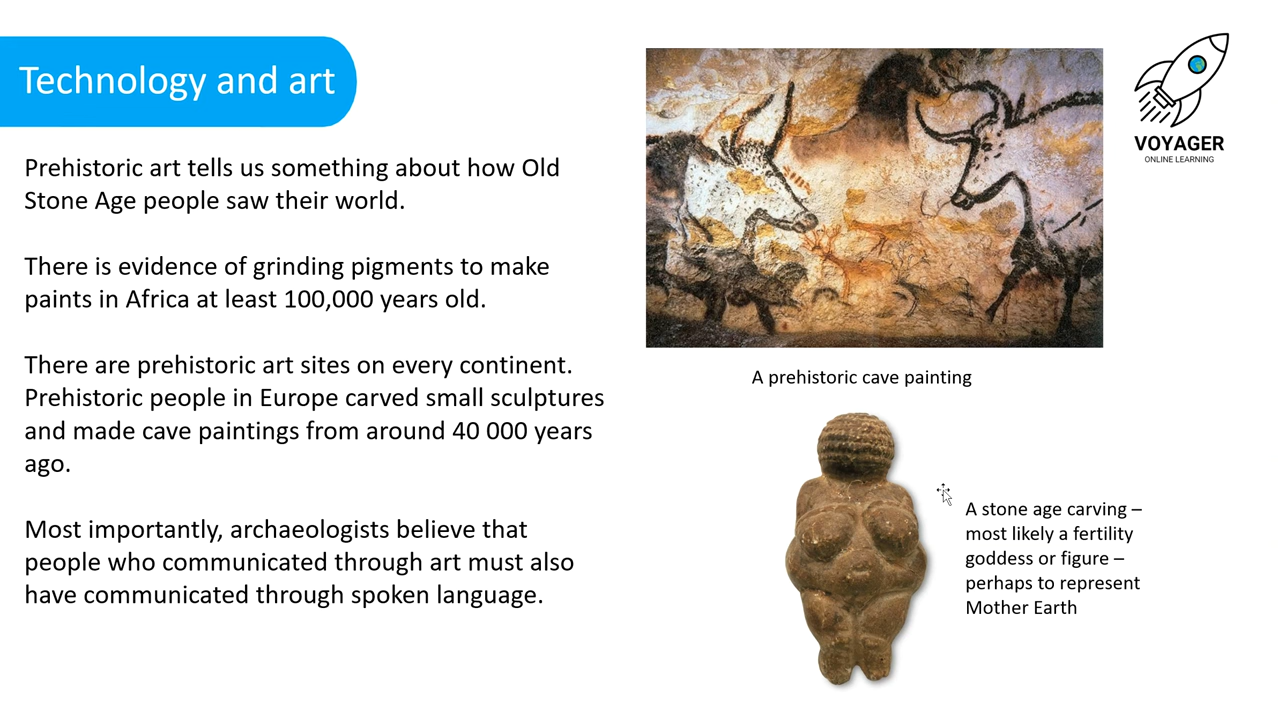 Technology and art
Prehistoric art tells us something about how Old
Stone Age people saw their world.
There is evidence of grinding pigments to make
paints in Africa at least 100,000 years old.
There are prehistoric art sites on every continent.
Prehistoric people in Europe carved small sculptures
and made cave paintings from around 40 000 years
ago.
Most importantly, archaeologists believe that
people who communicated through art must also
have communicated through spoken language.
VOYAGER
ONLINE LEARNING
A prehistoric cave painting
A stone age carving –
most likely a fertility
goddess or figure –
perhaps to represent
Mother Earth